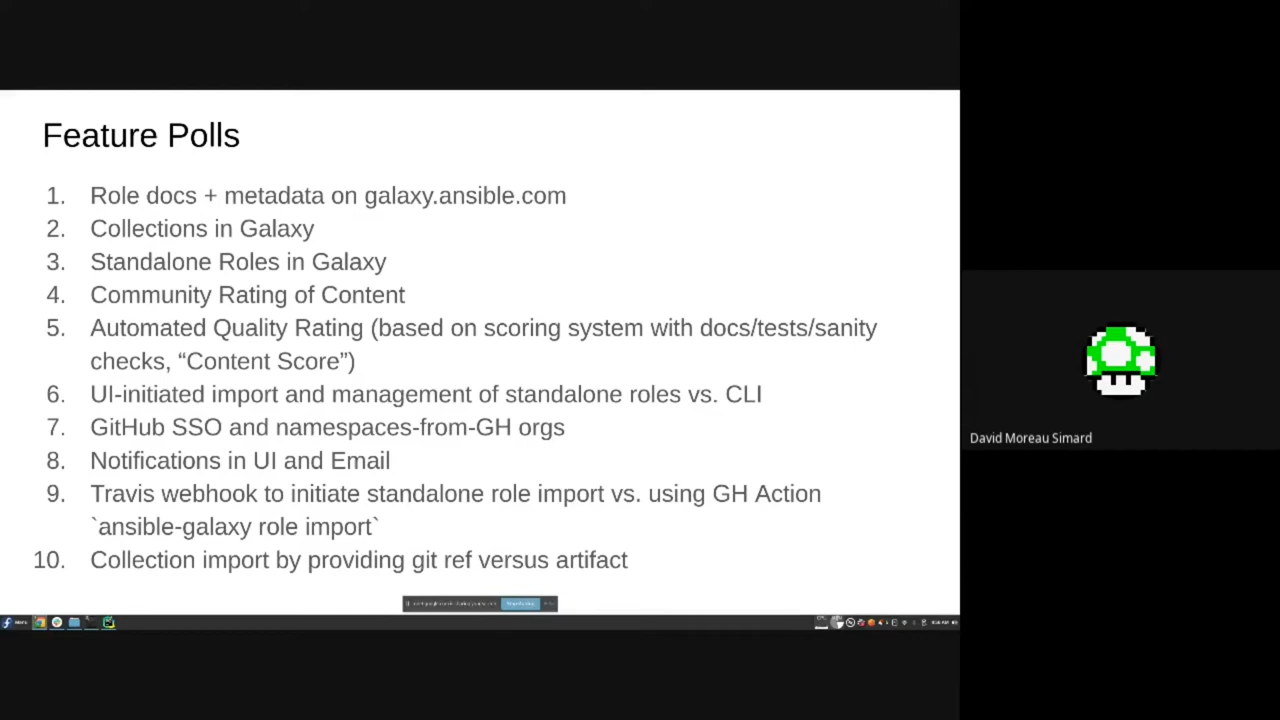 Feature Polls
1. Role docs + metadata on galaxy.ansible.com
2. Collections in Galaxy
3. Standalone Roles in Galaxy
4. Community Rating of Content
5. Automated Quality Rating (based on scoring system with docs/tests/sanity
checks, “Content Score”)
6. UI-initiated import and management of standalone roles vs. CLI
7. GitHub SSO and namespaces-from-GH orgs
8. Notifications in UI and Email
9. Travis webhook to initiate standalone role import vs. using GH Action
`ansible-galaxy role import`
10. Collection import by providing git ref versus artifact
David Moreau Simard